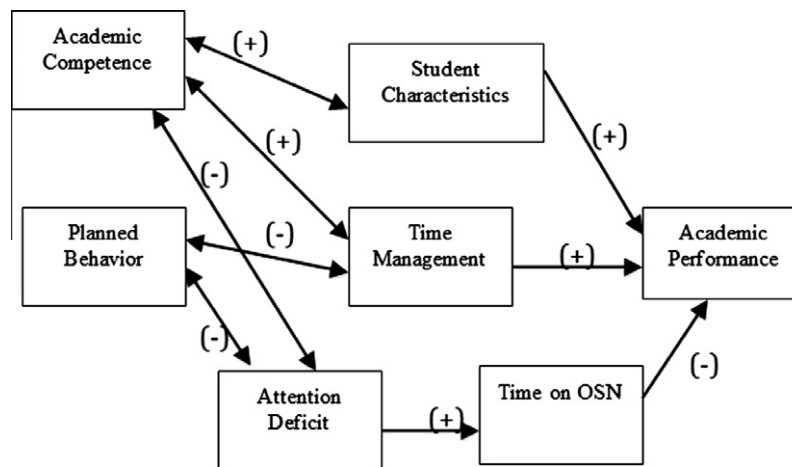 Academic
Competence
(+)
Student
Characteristics
(+)
(+)
(-)
Planned
Behavior
(-)
Time
Management
(+)
Academic
Performance
(-)
Attention
Deficit
(+)
Time on OSN
(-)